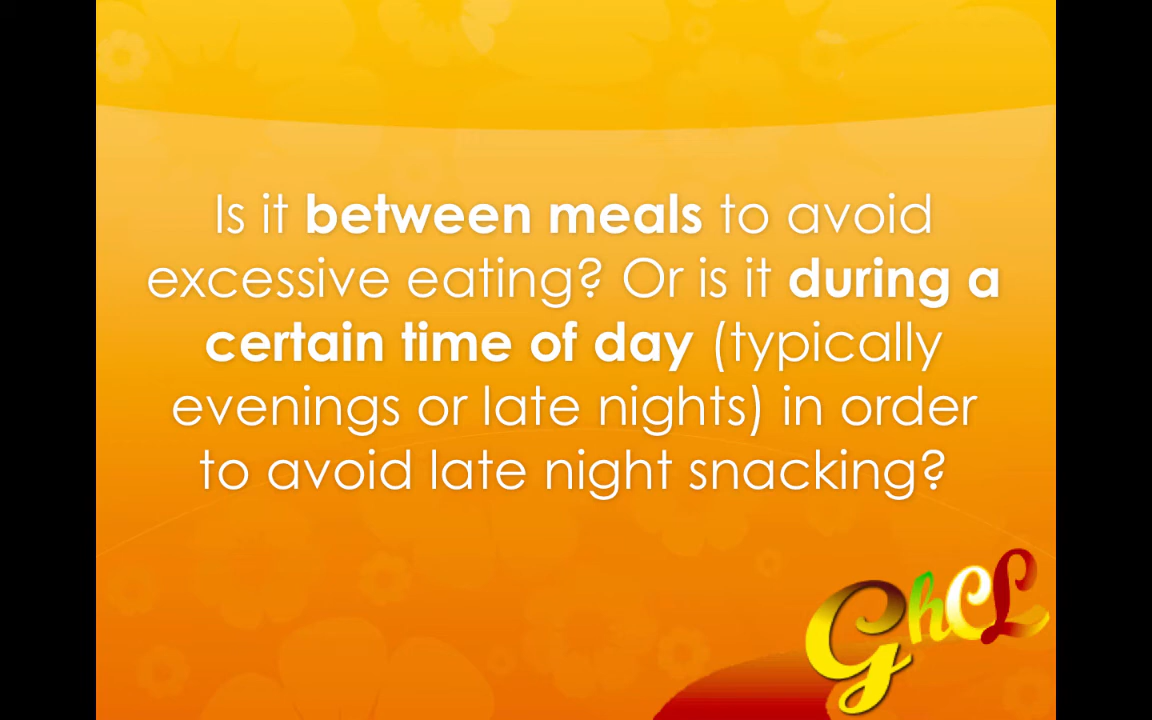 Is it between meals to avoid
excessive eating? Or is it during a
certain time of day (typically
evenings or late nights) in order
to avoid late night snacking?
GhCL